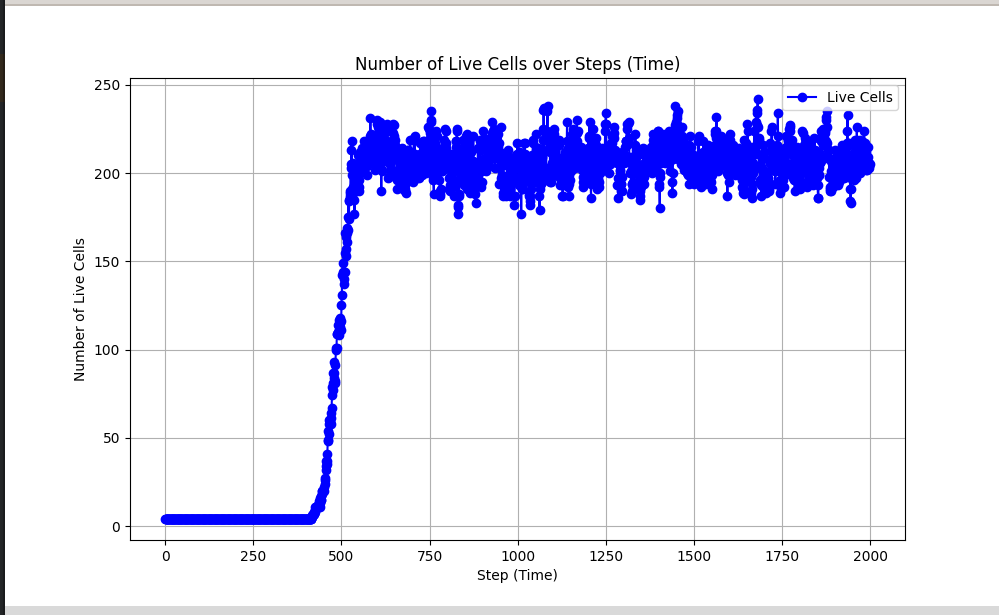 Number of Live Cells over Steps (Time)
Live Cells
250
200
150
100
50
0
Number of Live Cells
0 250 500 750 1000 1250 1500 1750 2000
Step (Time)